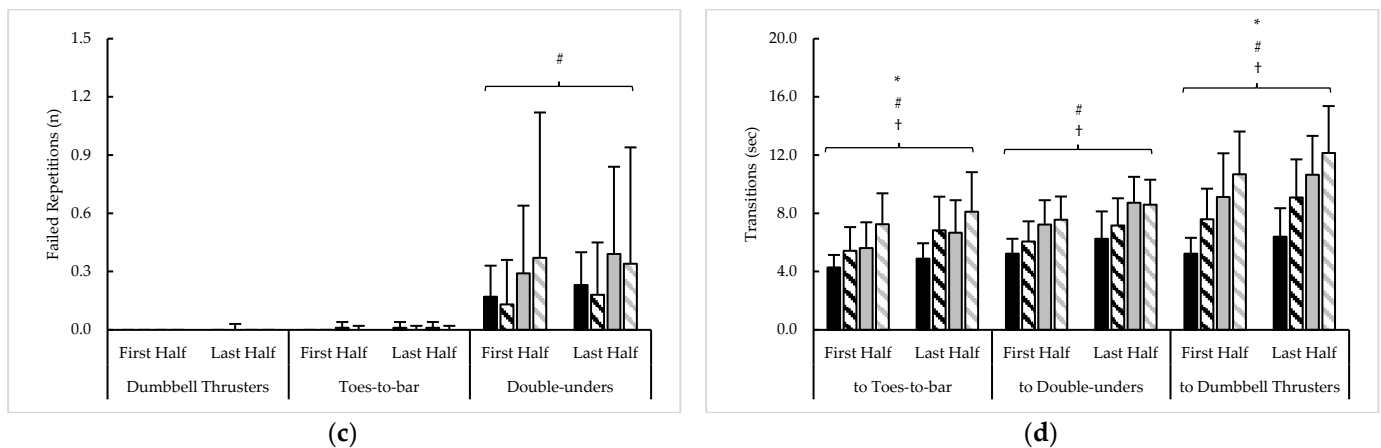 1.5
1.2
0.9
0.6
0.3
0.0
Failed Repetitions (n)
#
First Half Last Half First Half Last Half First Half Last Half
Dumbbell Thrusters Toes-to-bar Double-unders
(c)
20.0
16.0
12.0
8.0
4.0
0.0
Transitions (sec)
*
#
†
#
†
*
#
†
First Half Last Half First Half Last Half First Half Last Half
to Toes-to-bar to Double-unders to Dumbbell Thrusters
(d)